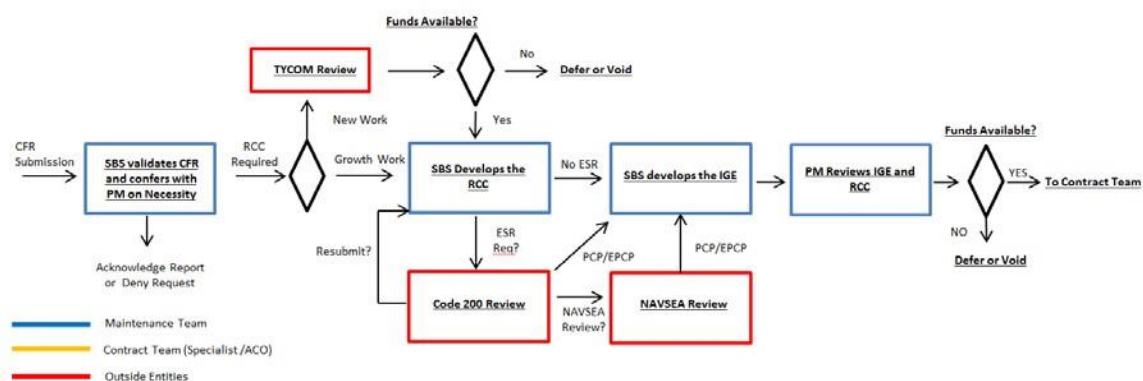 Funds Available?
TYCOM Review
No
Defer or Void
New Work
Yes
CFR
Submission
SBS validates CFR
and confers with
PM on Necessity
RCC
Required
Growth Work
SBS Develops the
RCC
No ESR
SBS develops the IGE
PM Reviews IGE and
RCC
Funds Available?
YES
To Contract Team
NO
Defer or Void
Acknowledge Report
or Deny Request
Resubmit?
ESR
Req?
PCP/EPCP
PCP/EPCP
Code 200 Review
NAVSEA
Review?
NAVSEA Review
Maintenance Team
Contract Team (Specialist /ACO)
Outside Entities